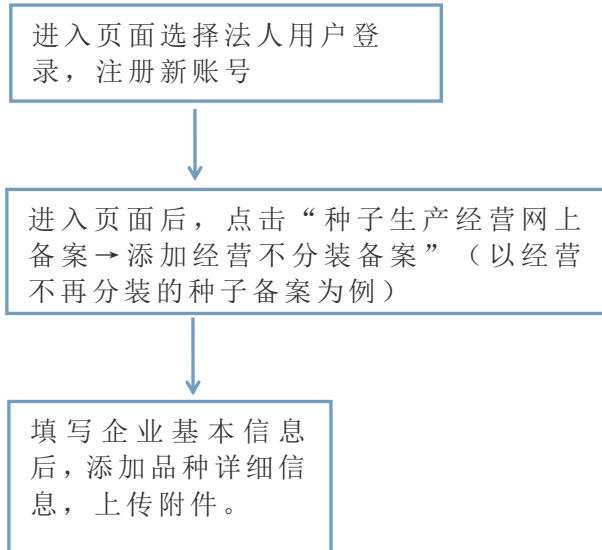 进入页面选择法人用户登
录，注册新账号
进入页面后，点击“种子生产经营网上
备案→添加经营不分装备案”（以经营
不再分装的种子备案为例）
填写企业基本信息
后，添加品种详细信
息，上传附件。